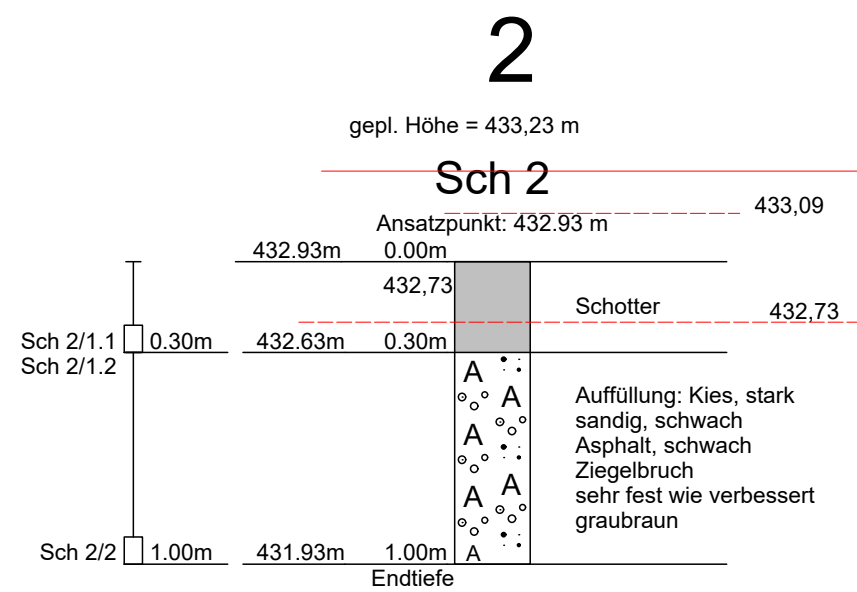 2
gepl. Höhe = 433,23 m
Sch 2
433,09
Ansatzpunkt: 432.93 m
432.93m 0.00m
432,73
Schotter
432,73
Sch 2/1.1 0.30m 432.63m 0.30m
Sch 2/1.2
A
A
A
A
A
A
Auffüllung: Kies, stark
sandig, schwach
Asphalt, schwach
Ziegelbruch
sehr fest wie verbessert
graubraun
Sch 2/2 1.00m 431.93m 1.00m
Endtiefe